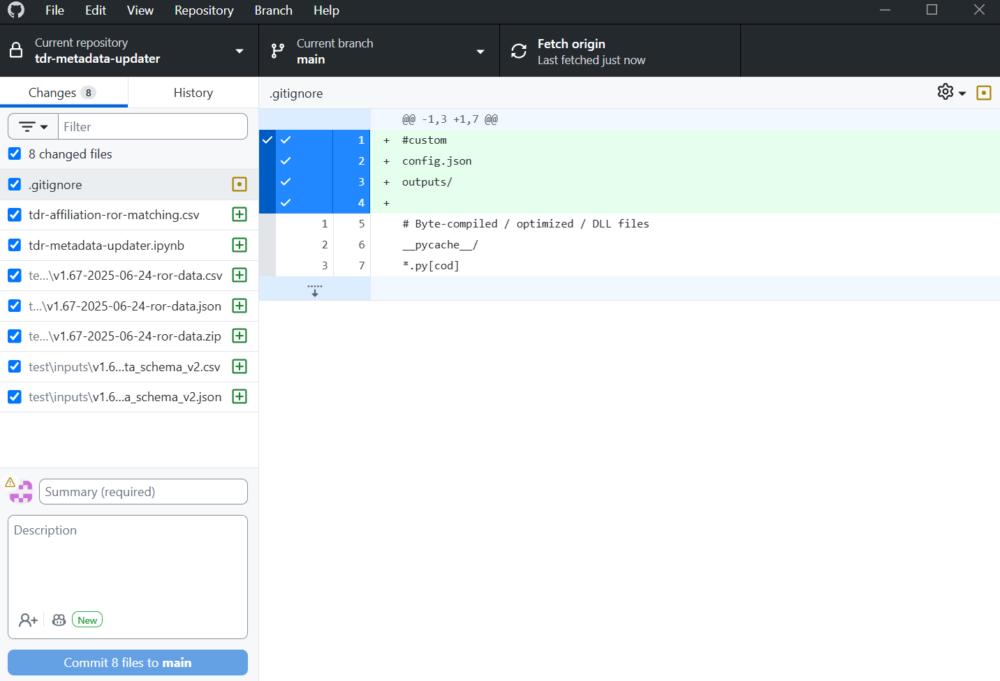 File Edit View Repository Branch Help
Current repository
tdr-metadata-updater
Current branch
main
Fetch origin
Last fetched just now
Changes 8
History
Filter
8 changed files
.gitignore
tdr-affiliation-ror-matching.csv
tdr-metadata-updater.ipynb
te...\v1.67-2025-06-24-ror-data.csv
t...\v1.67-2025-06-24-ror-data.json
te...\v1.67-2025-06-24-ror-data.zip
test\inputs\v1.6...ta_schema_v2.csv
test\inputs\v1.6...a_schema_v2.json
Summary (required)
Description
New
Commit 8 files to main
.gitignore
@@ -1,3 +1,7 @@
1 + #custom
2 + config.json
3 + outputs/
4 +
1 5 # Byte-compiled / optimized / DLL files
2 6 __pycache__/
3 7 *.py[cod]